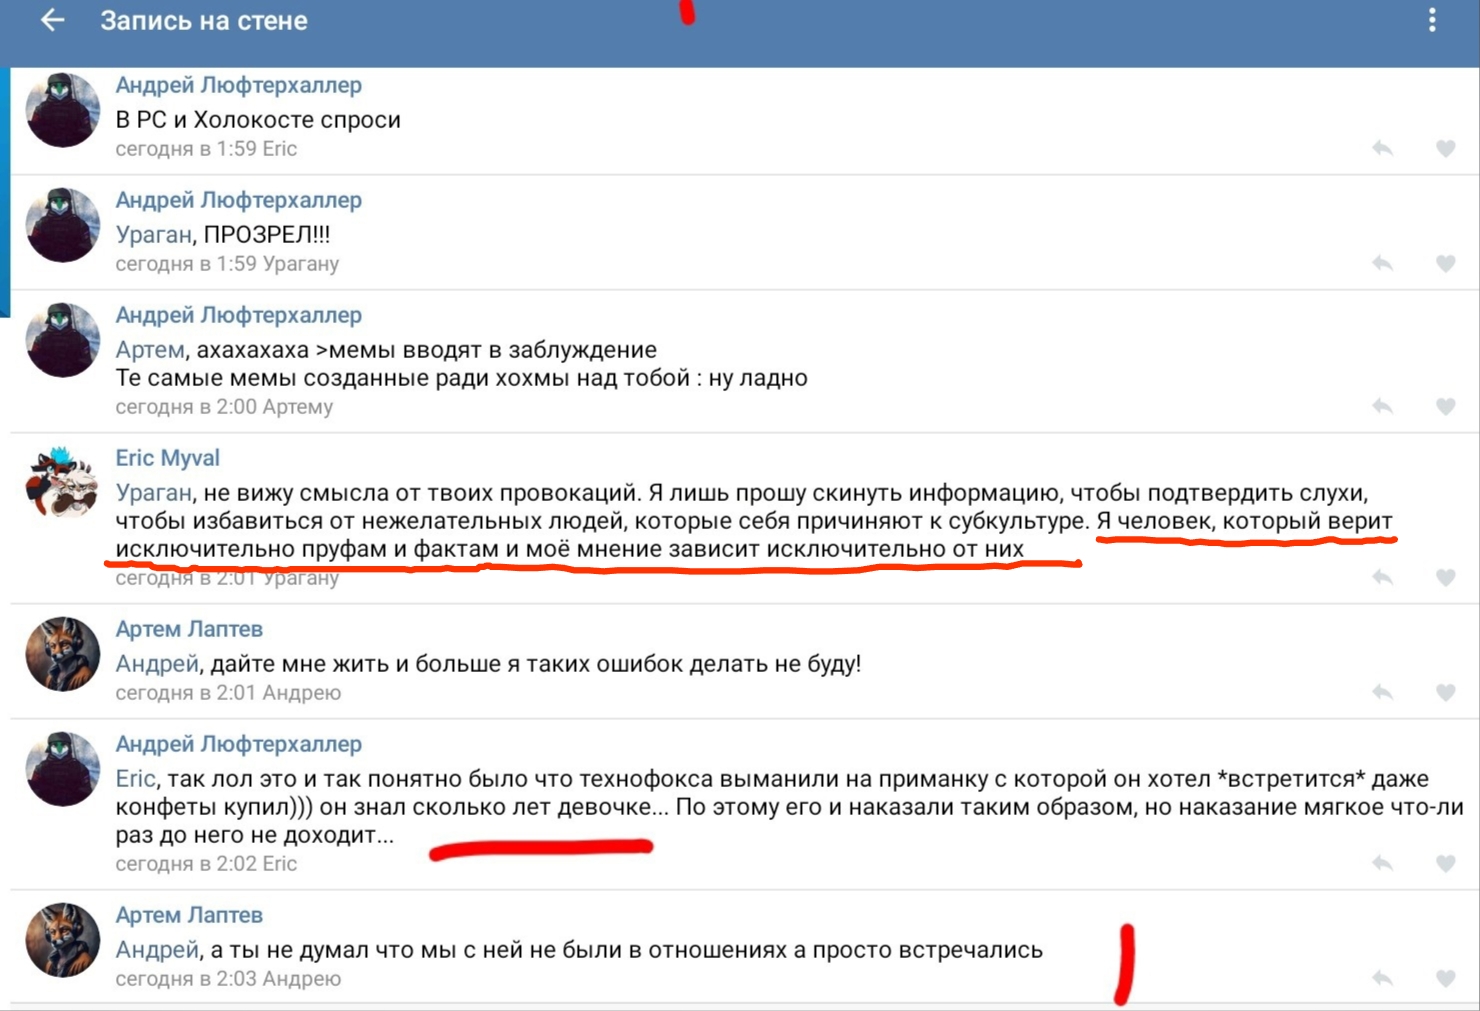 Запись на стене
Андрей Люфтерхаллер
В РС и Холокосте спроси
сегодня в 1:59 Eric
Андрей Люфтерхаллер
Ураган, ПРОЗРЕЛ!!!
сегодня в 1:59 Урагану
Андрей Люфтерхаллер
Артем, ахахахаха >мемы вводят в заблуждение
Те самые мемы созданные ради хохмы над тобой : ну ладно
сегодня в 2:00 Артему
Eric Myval
Ураган, не вижу смысла от твоих провокаций. Я лишь прошу скинуть информацию, чтобы подтвердить слухи,
чтобы избавиться от нежелательных людей, которые себя причиняют к субкультуре. Я человек, который верит
исключительно пруфам и фактам и моё мнение зависит исключительно от них
сегодня в 2:01 Урагану
Артем Лаптев
Андрей, дайте мне жить и больше я таких ошибок делать не буду!
сегодня в 2:01 Андрею
Андрей Люфтерхаллер
Eric, так лол это и так понятно было что технофокса выманили на приманку с которой он хотел *встретится* даже
конфеты купил))) он знал сколько лет девочке... По этому его и наказали таким образом, но наказание мягкое что-ли
раз до него не доходит...
сегодня в 2:02 Eric
Артем Лаптев
Андрей, а ты не думал что мы с ней не были в отношениях а просто встречались
сегодня в 2:03 Андрею